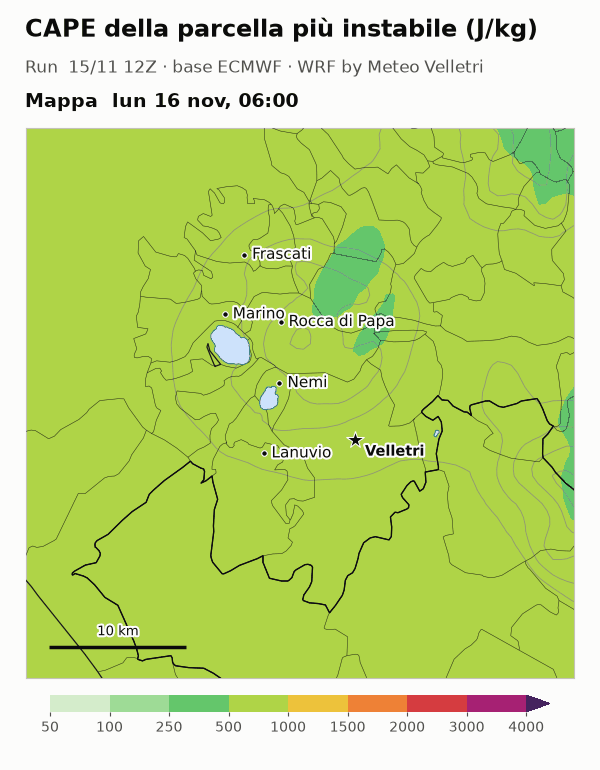 CAPE della parcella più instabile (J/kg)
Run  15/11 12Z · base ECMWF · WRF by Meteo Velletri
Mappa  lun 16 nov, 06:00
Frascati
Marino
Rocca di Papa
Nemi
Velletri
Lanuvio
10 km
50 100 250 500 1000 1500 2000 3000 4000